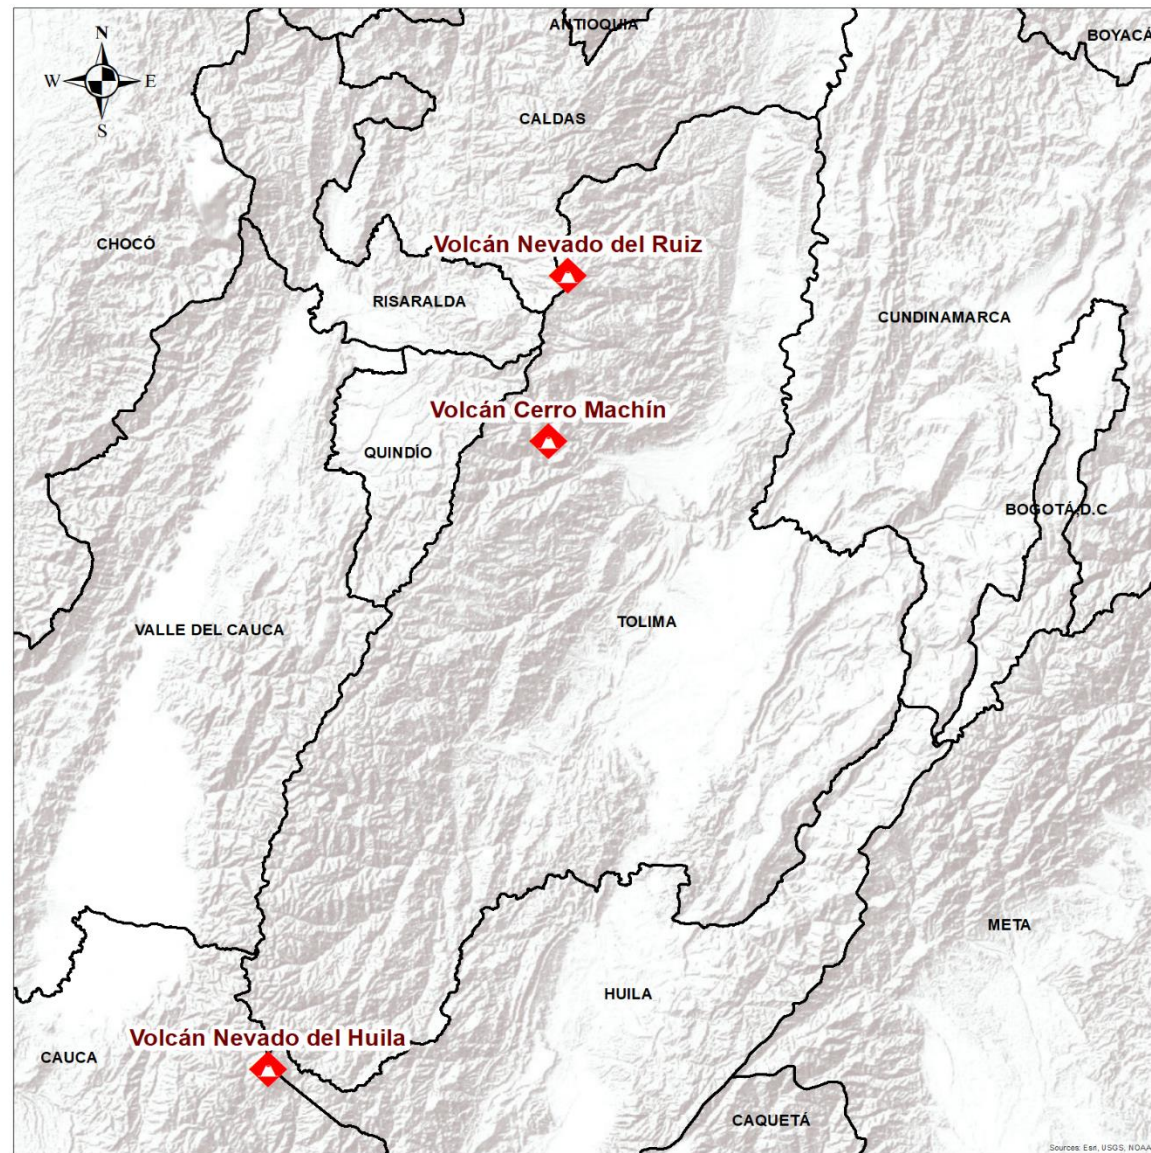 ANTIOQUIA
BOYACÁ
N
W
E
S
CALDAS
CHOCÓ
Volcán Nevado del Ruiz
RISARALDA
CUNDINAMARCA
Volcán Cerro Machín
QUINDÍO
BOGOTÁ,D.C
TOLIMA
VALLE DEL CAUCA
META
HUILA
Volcán Nevado del Huila
CAUCA
CAQUETÁ
Sources: Esri, USGS, NOAA